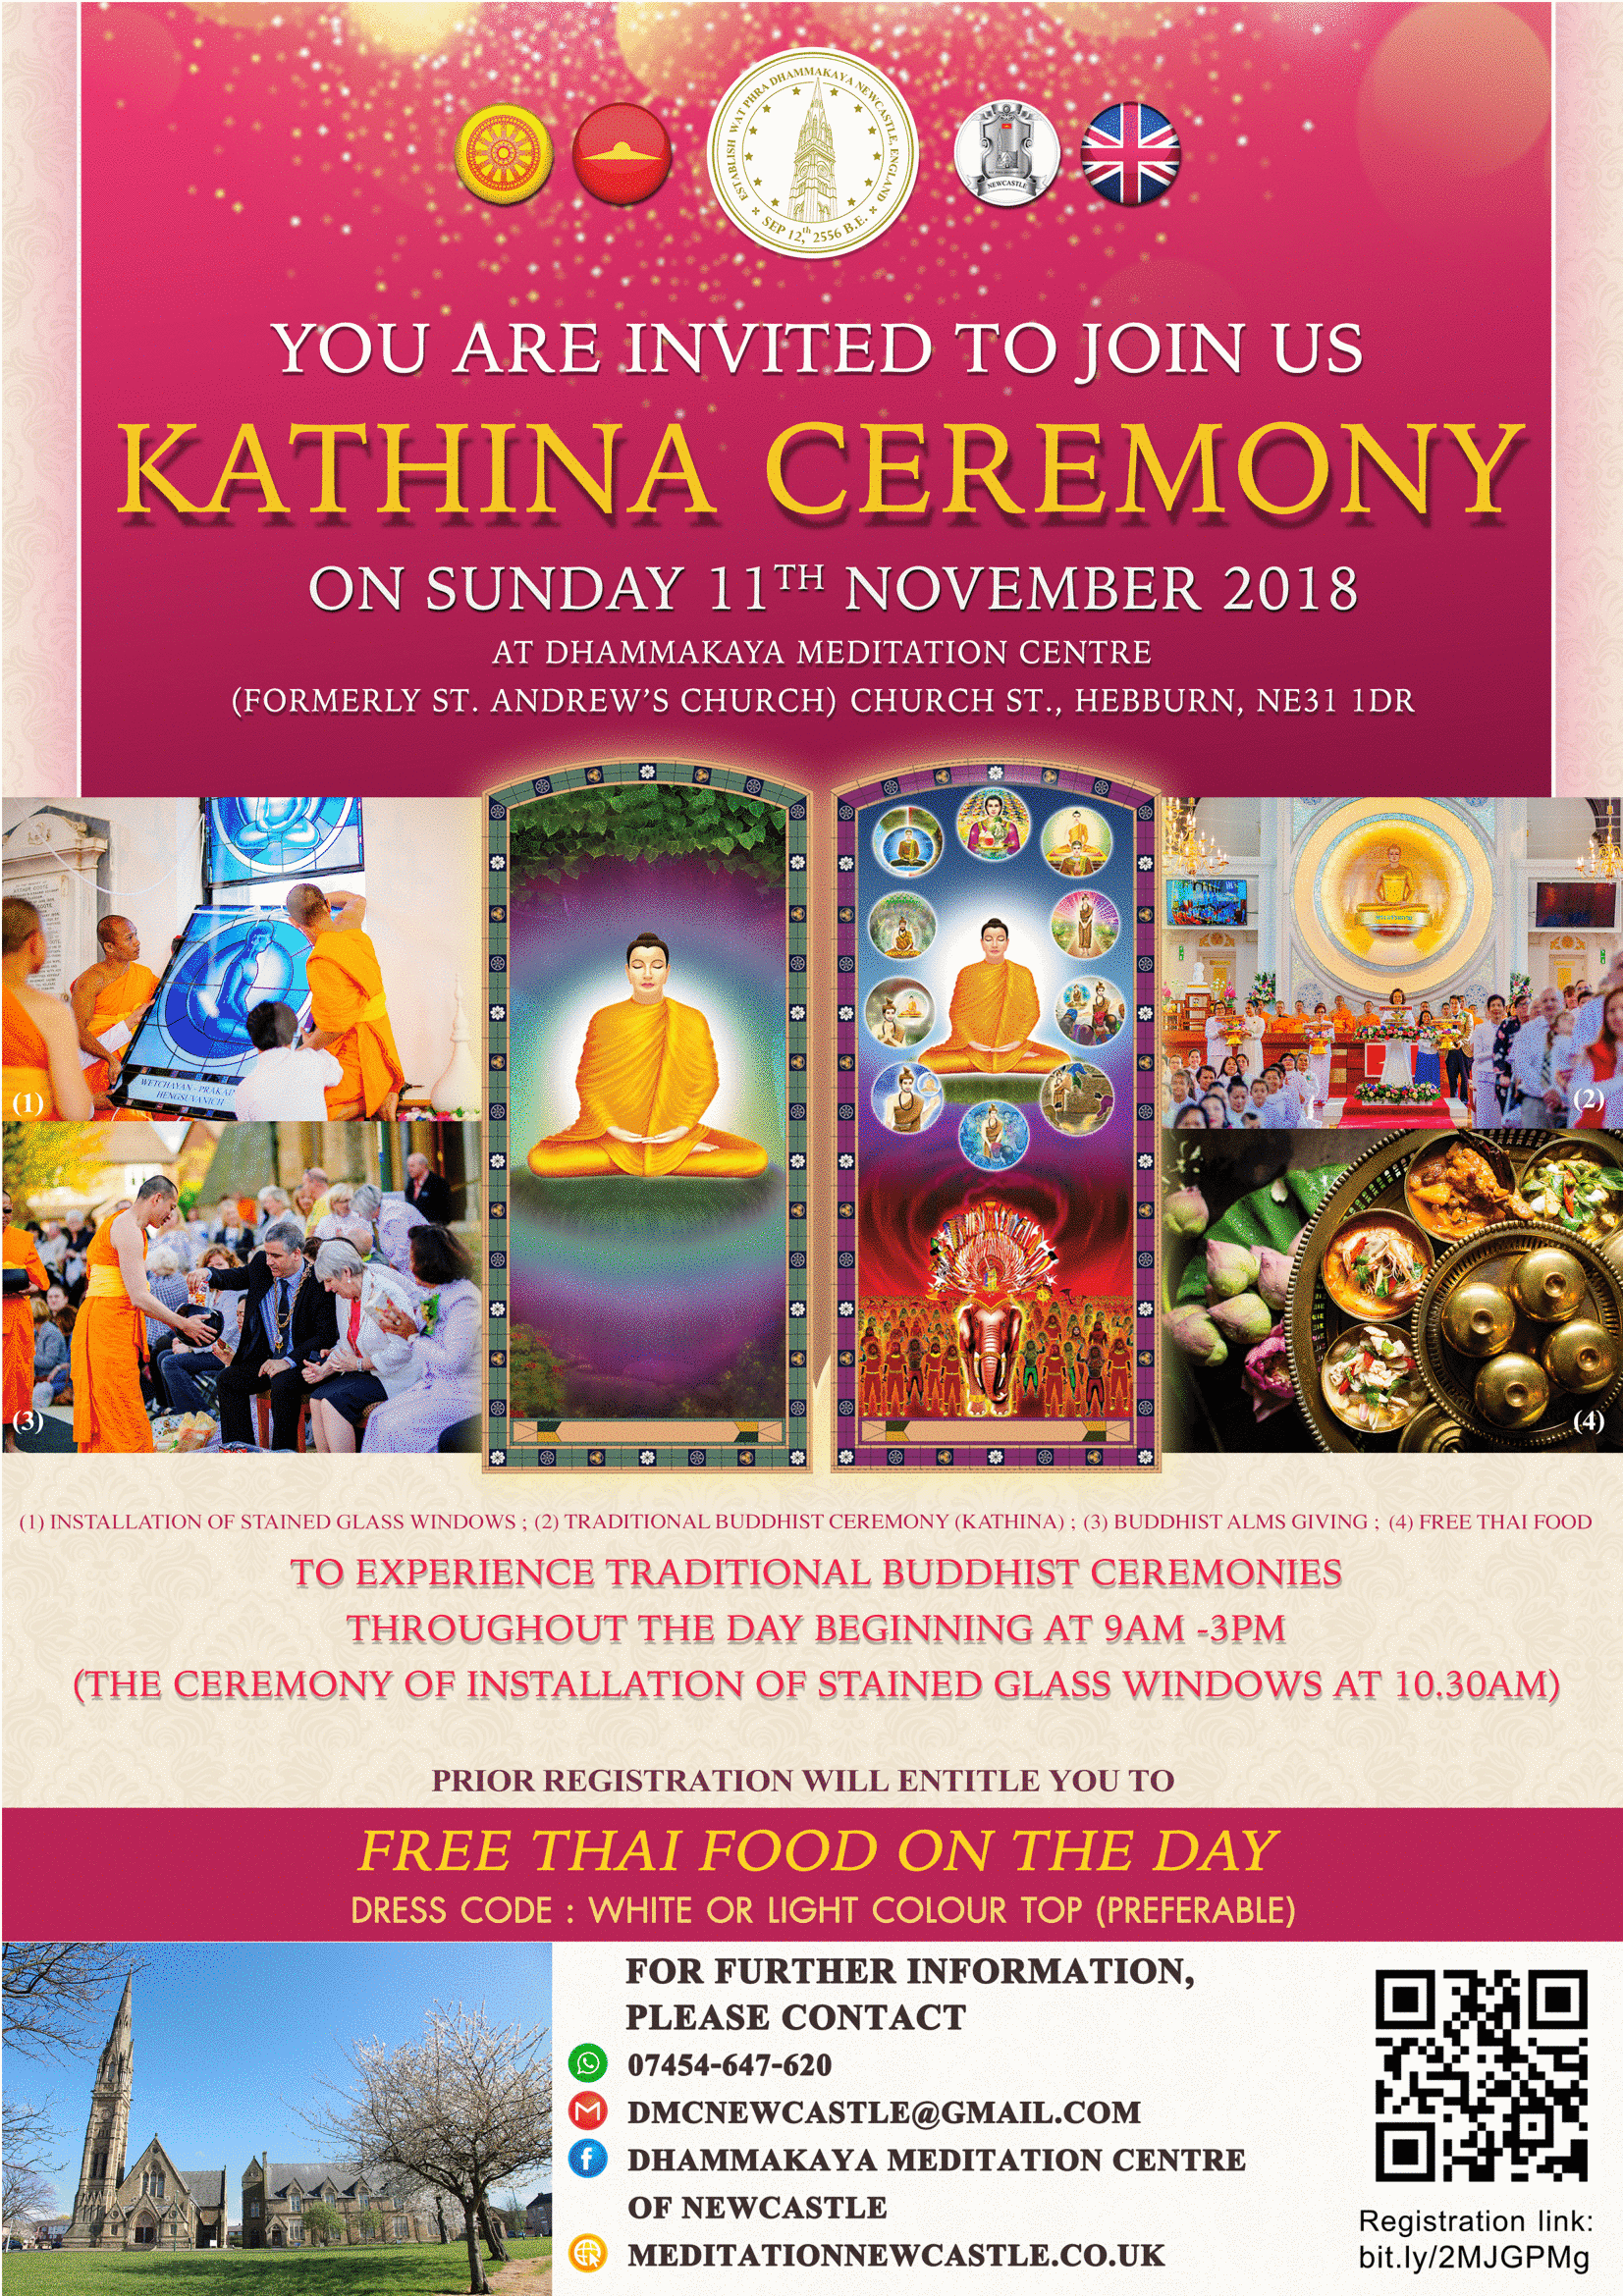 ESTABLISH WAT PHRA DHAMMAKAYA NEWCASTLE, ENGLAND
SEP 12,th 2556 B.E.
NEWCASTLE
YOU ARE INVITED TO JOIN US
KATHINA CEREMONY
ON SUNDAY 11TH NOVEMBER 2018
AT DHAMMAKAYA MEDITATION CENTRE
(FORMERLY ST. ANDREW'S CHURCH) CHURCH ST., HEBBURN, NE31 1DR
WETCHAYAN - PRAKAI
HENGSUVANICH
(1)
(2)
(3)
(4)
(1) INSTALLATION OF STAINED GLASS WINDOWS ; (2) TRADITIONAL BUDDHIST CEREMONY (KATHINA) ; (3) BUDDHIST ALMS GIVING ; (4) FREE THAI FOOD
TO EXPERIENCE TRADITIONAL BUDDHIST CEREMONIES
THROUGHOUT THE DAY BEGINNING AT 9AM -3PM
(THE CEREMONY OF INSTALLATION OF STAINED GLASS WINDOWS AT 10.30AM)
PRIOR REGISTRATION WILL ENTITLE YOU TO
FREE THAI FOOD ON THE DAY
DRESS CODE : WHITE OR LIGHT COLOUR TOP (PREFERABLE)
FOR FURTHER INFORMATION,
PLEASE CONTACT
07454-647-620
DMCNEWCASTLE@GMAIL.COM
DHAMMAKAYA MEDITATION CENTRE
OF NEWCASTLE
MEDITATIONNEWCASTLE.CO.UK
Registration link:
bit.ly/2MJGPMg